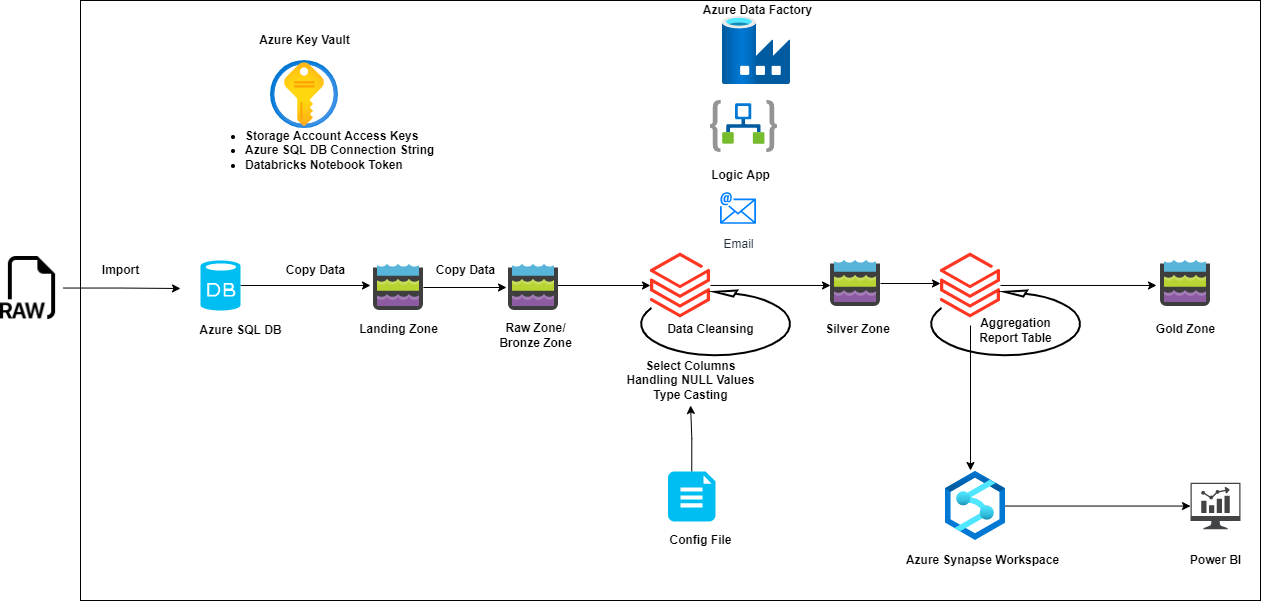 Azure Data Factory
Azure Key Vault
Storage Account Access Keys
Azure SQL DB Connection String
Databricks Notebook Token
Logic App
@
Email
RAW
Import
DB
Azure SQL DB
Copy Data
Landing Zone
Copy Data
Raw Zone/
Bronze Zone
Data Cleansing
Select Columns
Handling NULL Values
Type Casting
Config File
Silver Zone
Aggregation
Report Table
Gold Zone
Azure Synapse Workspace
Power BI